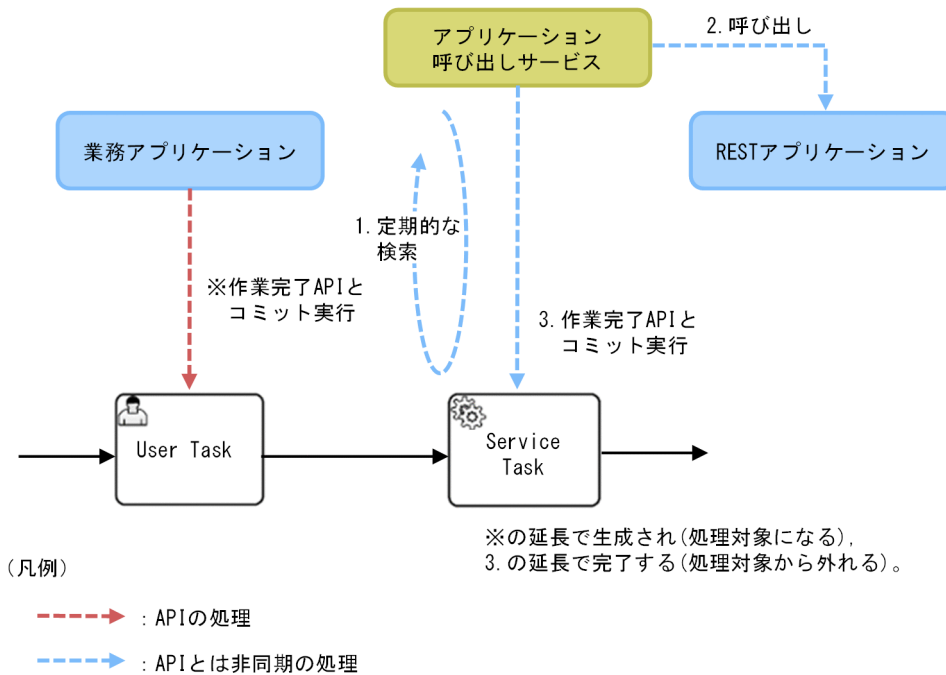 アプリケーション
呼び出しサービス
2.呼び出し
業務アプリケーション
RESTアプリケーション
1.定期的な
検索
※作業完了APIと
コミット実行
3.作業完了APIと
コミット実行
User Task
Service
Task
※の延長で生成され(処理対象になる),
3.の延長で完了する(処理対象から外れる)。
(凡例)
:APIの処理
:APIとは非同期の処理